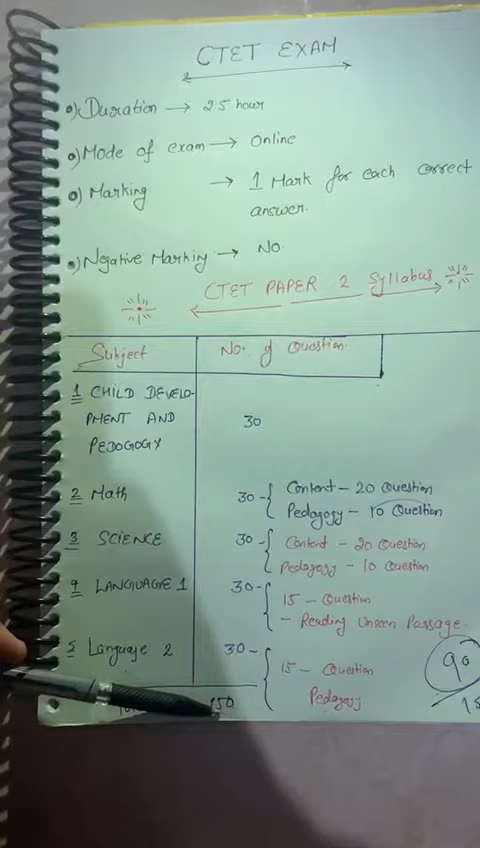 CTET EXAM
•) Duration → 2.5 hour
•) Mode of exam → Online
•) Marking → 1 Mark for each correct
answer.
•) Negative Marking → No.
CTET PAPER 2 Syllabus
Subject No. of Question.
1 CHILD DEVELO-
PMENT AND 30
PEDOGOGY
2 Math 30 - Content - 20 Question
Pedagogy - 10 Question
3 SCIENCE 30 - Content - 20 Question
Pedagogy - 10 Question
4 LANGUAGE 1 30 - 15 - Question
- Reading Unseen Passage.
5 Language 2 30 - 15 - Question
Pedagogy
90
150